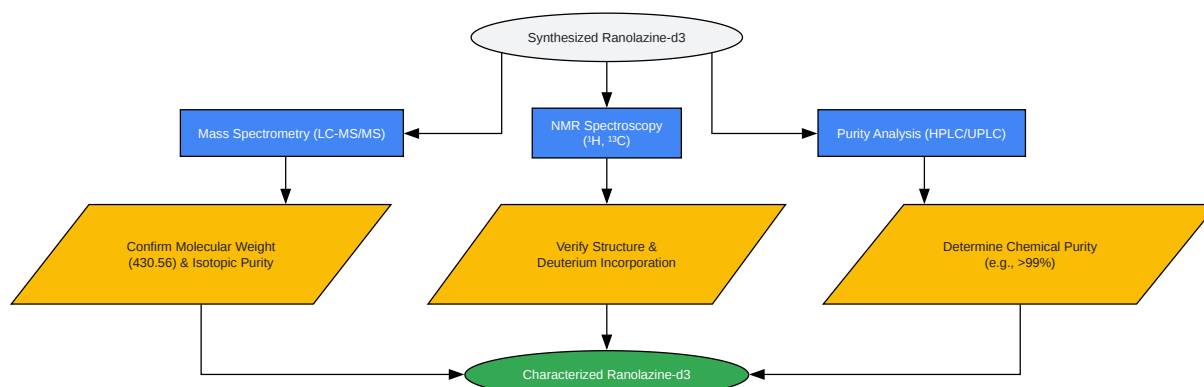 Synthesized Ranolazine-d3
Mass Spectrometry (LC-MS/MS)
NMR Spectroscopy
(¹H, ¹³C)
Purity Analysis (HPLC/UPLC)
Confirm Molecular Weight
(430.56) & Isotopic Purity
Verify Structure &
Deuterium Incorporation
Determine Chemical Purity
(e.g., >99%)
Characterized Ranolazine-d3